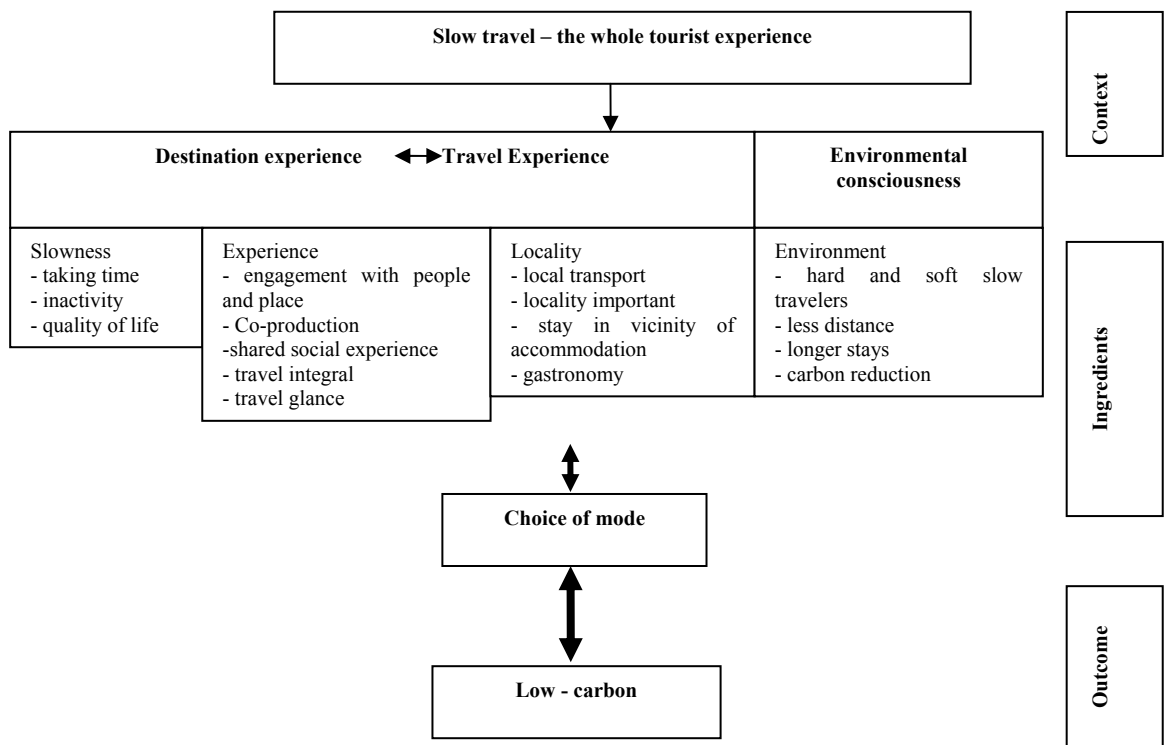 Slow travel – the whole tourist experience
Context
Destination experience
Travel Experience
Environmental
consciousness
Slowness
- taking time
- inactivity
- quality of life
Experience
- engagement with people
and place
- Co-production
-shared social experience
- travel integral
- travel glance
Locality
- local transport
- locality important
- stay in vicinity of
accommodation
- gastronomy
Environment
- hard and soft slow
travelers
- less distance
- longer stays
- carbon reduction
Ingredients
Choice of mode
Low - carbon
Outcome